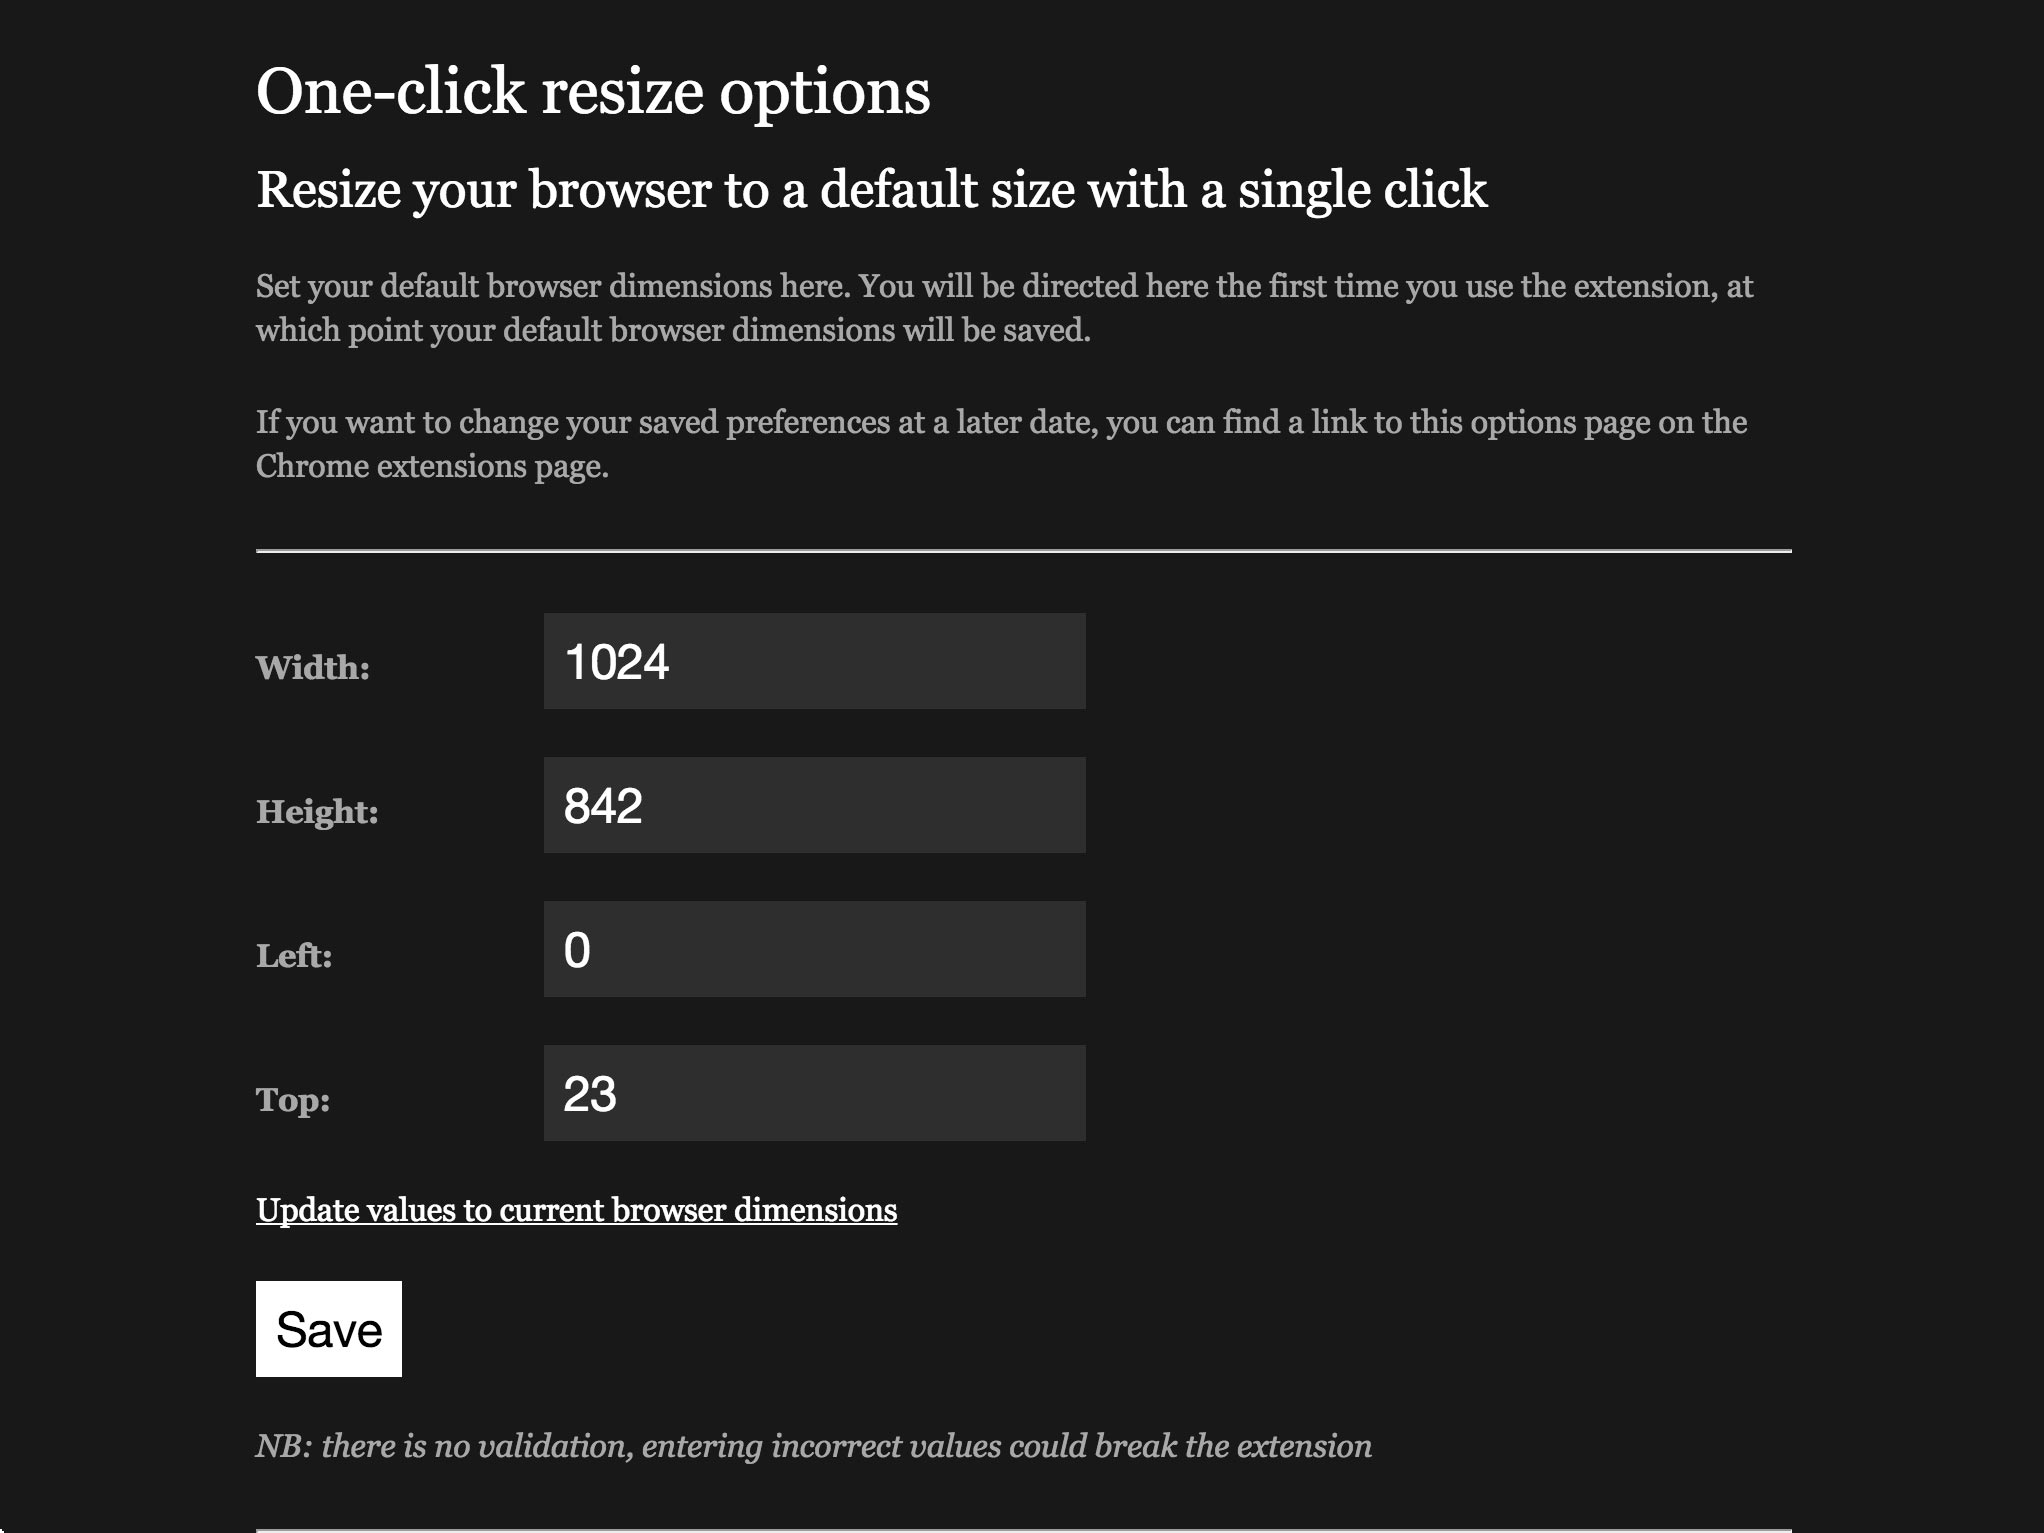 One-click resize options
Resize your browser to a default size with a single click
Set your default browser dimensions here. You will be directed here the first time you use the extension, at
which point your default browser dimensions will be saved.
If you want to change your saved preferences at a later date, you can find a link to this options page on the
Chrome extensions page.
Width: 1024
Height: 842
Left: 0
Top: 23
Update values to current browser dimensions
Save
NB: there is no validation, entering incorrect values could break the extension